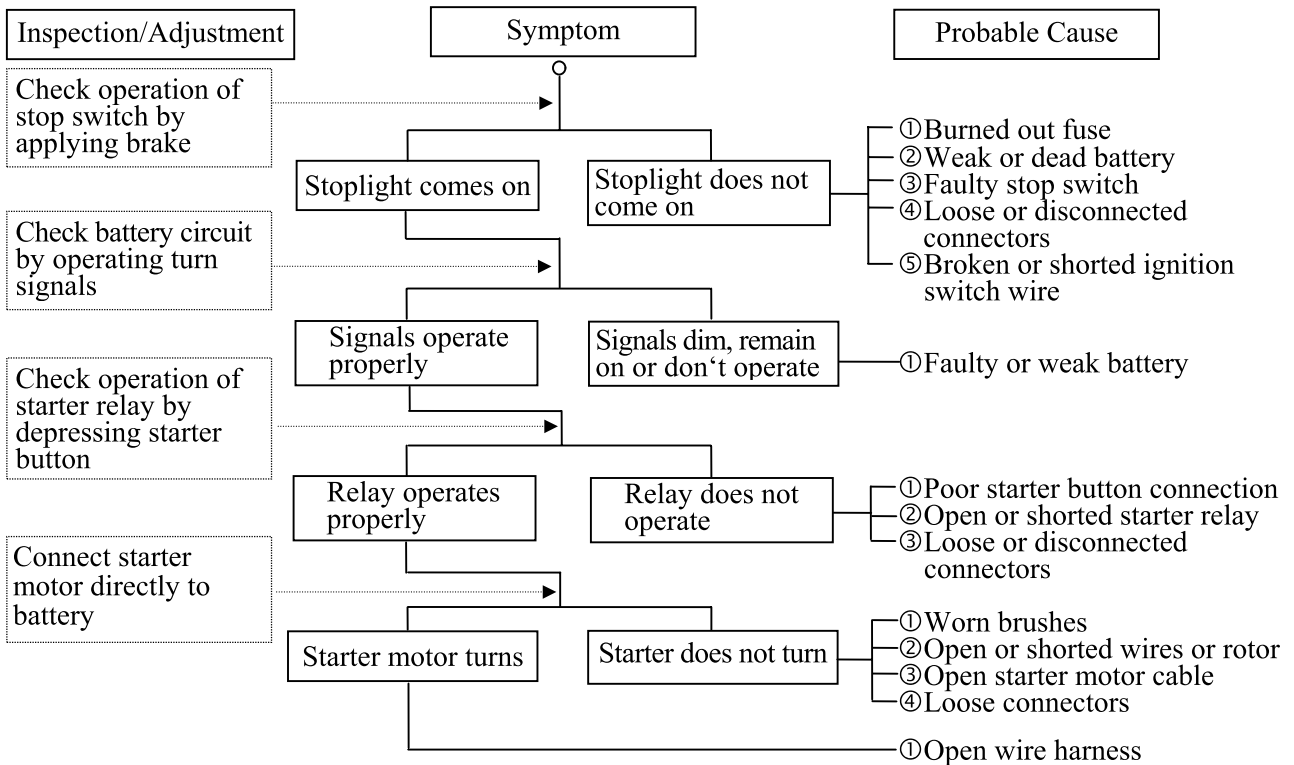 Inspection/Adjustment
Symptom
Probable Cause
Check operation of
stop switch by
applying brake
Stoplight comes on
Stoplight does not
come on
①Burned out fuse
②Weak or dead battery
③Faulty stop switch
④Loose or disconnected
connectors
⑤Broken or shorted ignition
switch wire
Check battery circuit
by operating turn
signals
Signals operate
properly
Signals dim, remain
on or don‘t operate
①Faulty or weak battery
Check operation of
starter relay by
depressing starter
button
Relay operates
properly
Relay does not
operate
①Poor starter button connection
②Open or shorted starter relay
③Loose or disconnected
connectors
Connect starter
motor directly to
battery
Starter motor turns
Starter does not turn
①Worn brushes
②Open or shorted wires or rotor
③Open starter motor cable
④Loose connectors
①Open wire harness